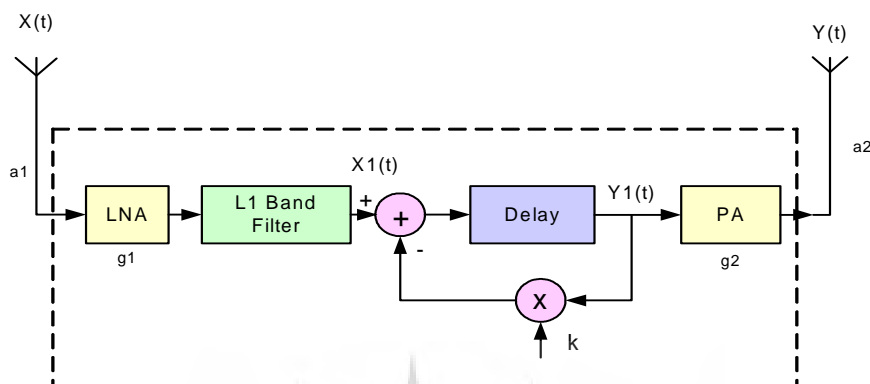 X(t)
Y(t)
a1
a2
X1(t)
Y1(t)
LNA
L1 Band
Filter
+
+
-
Delay
PA
g1
g2
X
k